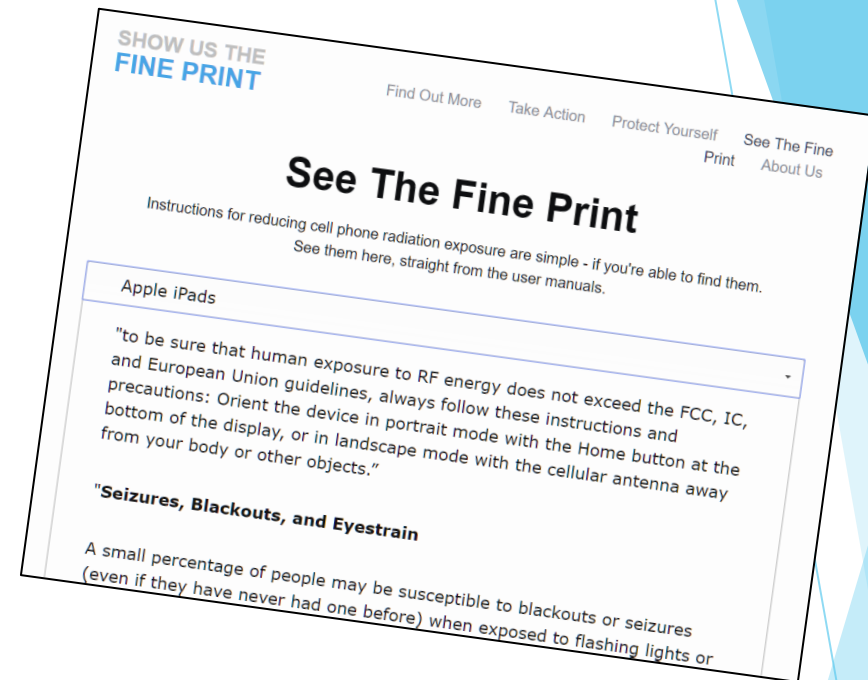 SHOW US THE
FINE PRINT
Find Out More Take Action Protect Yourself See The Fine
Print About Us
See The Fine Print
Instructions for reducing cell phone radiation exposure are simple - if you're able to find them.
See them here, straight from the user manuals.
Apple iPads
"to be sure that human exposure to RF energy does not exceed the FCC, IC,
and European Union guidelines, always follow these instructions and
precautions: Orient the device in portrait mode with the Home button at the
bottom of the display, or in landscape mode with the cellular antenna away
from your body or other objects.”
"Seizures, Blackouts, and Eyestrain
A small percentage of people may be susceptible to blackouts or seizures
(even if they have never had one before) when exposed to flashing lights or